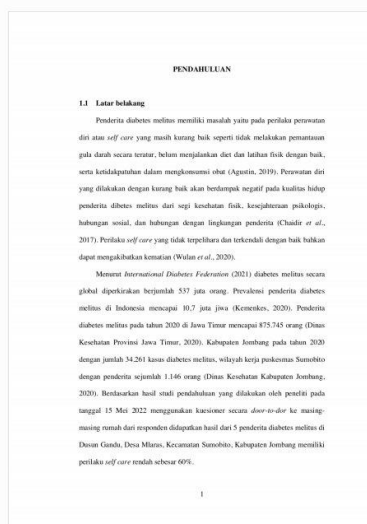 PENDAHULUAN
1.1 Latar belakang
Penderita diabetes melitus memiliki masalah yaitu pada perilaku perawatan
diri atau self care yang masih kurang baik seperti tidak melakukan pemantauan
gula darah secara teratur, belum menjalankan diet dan latihan fisik dengan baik,
serta ketidakpatuhan dalam mengkonsumsi obat (Agustin, 2019). Perawatan diri
yang dilakukan dengan kurang baik akan berdampak negatif pada kualitas hidup
penderita dibetes melitus dari segi kesehatan fisik, kesejahteraan psikologis,
hubungan sosial, dan hubungan dengan lingkungan penderita (Chaidir et al.,
2017). Perilaku self care yang tidak terpelihara dan terkendali dengan baik bahkan
dapat mengakibatkan kematian (Wulan et al., 2020).
Menurut International Diabetes Federation (2021) diabetes melitus secara
global diperkirakan berjumlah 537 juta orang. Prevalensi penderita diabetes
melitus di Indonesia mencapai 10,7 juta jiwa (Kemenkes, 2020). Penderita
diabetes melitus pada tahun 2020 di Jawa Timur mencapai 875.745 orang (Dinas
Kesehatan Provinsi Jawa Timur, 2020). Kabupaten Jombang pada tahun 2020
dengan jumlah 34.261 kasus diabetes melitus, wilayah kerja puskesmas Sumobito
dengan penderita sejumlah 1.146 orang (Dinas Kesehatan Kabupaten Jombang,
2020). Berdasarkan hasil studi pendahuluan yang dilakukan oleh peneliti pada
tanggal 15 Mei 2022 menggunakan kuesioner secara door-to-dor ke masing-
masing rumah dari responden didapatkan hasil dari 5 penderita diabetes melitus di
Dusun Gandu, Desa Mlaras, Kecamatan Sumobito, Kabupaten Jombang memiliki
perilaku self care rendah sebesar 60%.
1